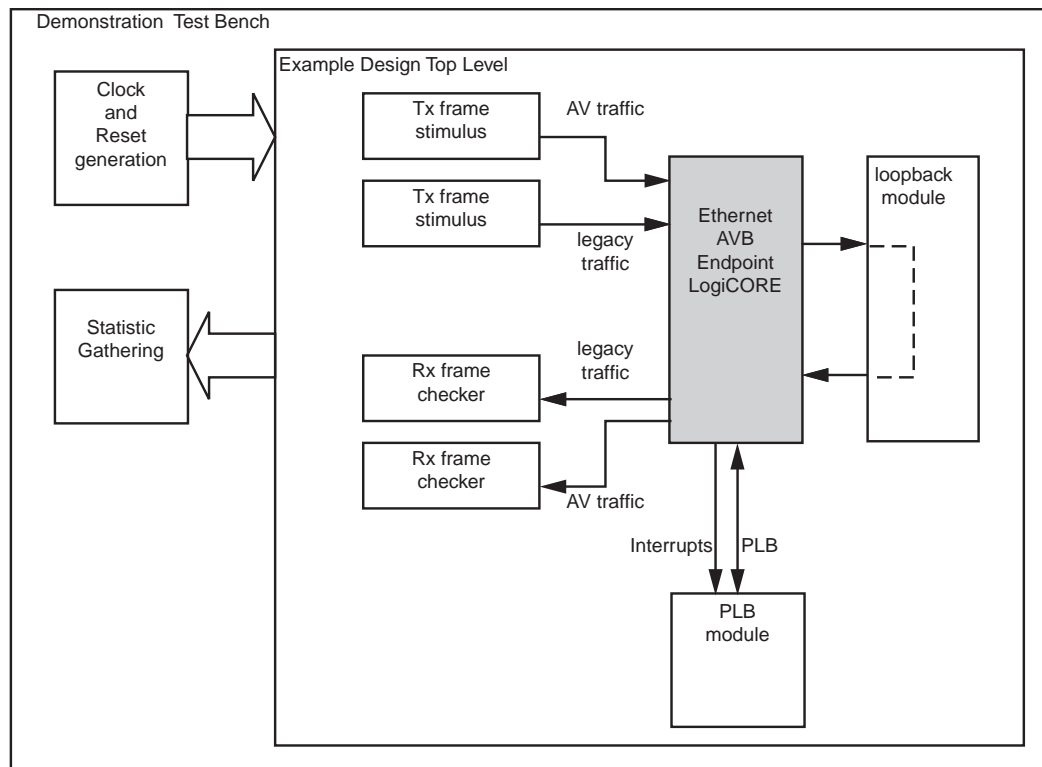 Demonstration Test Bench
Clock
and
Reset
generation
Statistic
Gathering
Example Design Top Level
Tx frame
stimulus
AV traffic
Tx frame
stimulus
legacy
traffic
Ethernet
AVB
Endpoint
LogiCORE
loopback
module
Rx frame
checker
legacy
traffic
Rx frame
checker
AV traffic
Interrupts
PLB
PLB
module